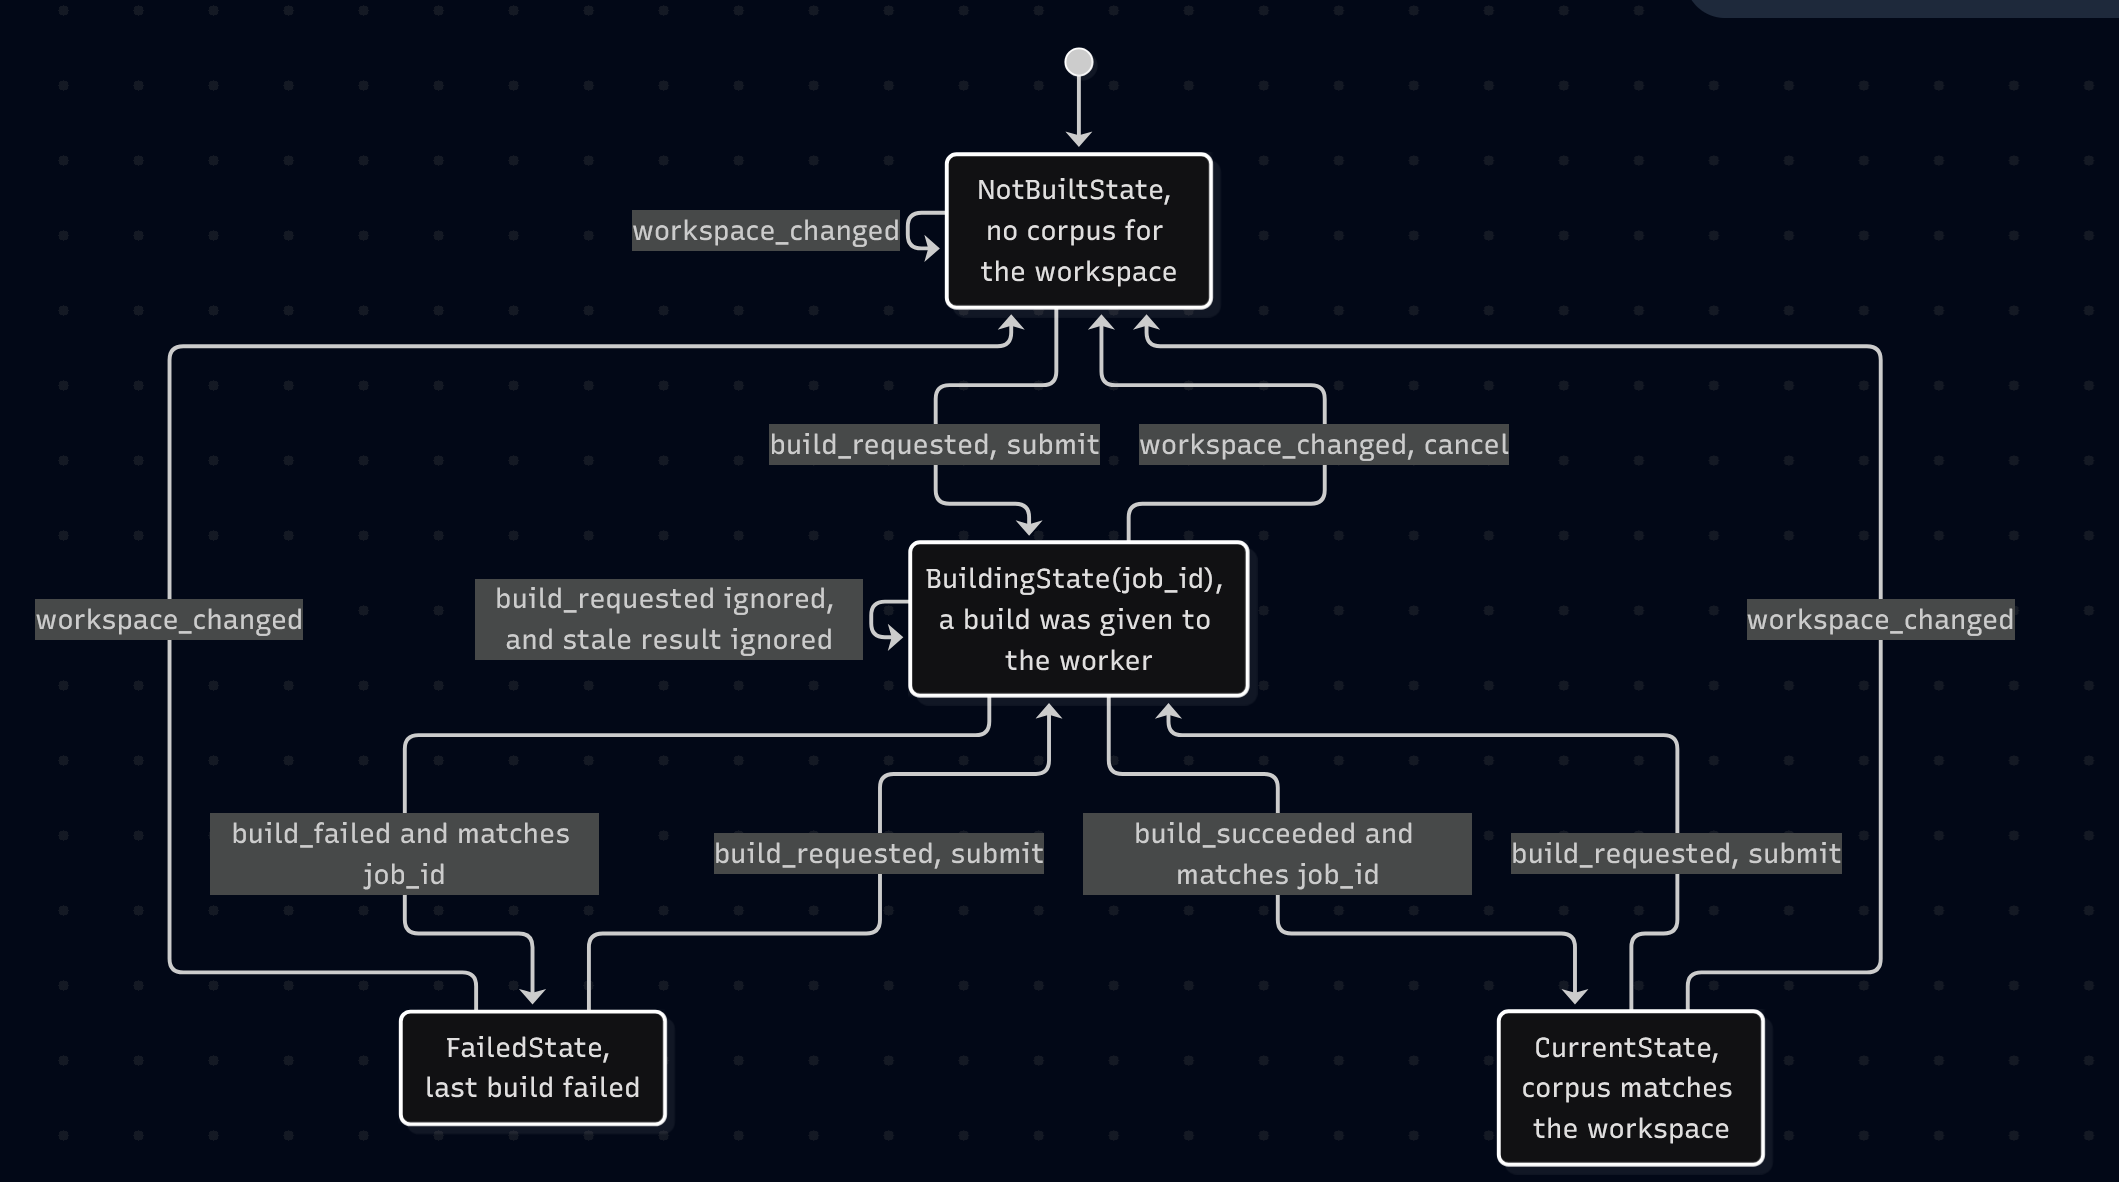 NotBuiltState,
no corpus for
the workspace
workspace_changed
build_requested, submit
workspace_changed, cancel
BuildingState(job_id),
a build was given to
the worker
build_requested ignored,
and stale result ignored
workspace_changed
workspace_changed
build_failed and matches
job_id
build_requested, submit
build_succeeded and
matches job_id
build_requested, submit
FailedState,
last build failed
CurrentState,
corpus matches
the workspace